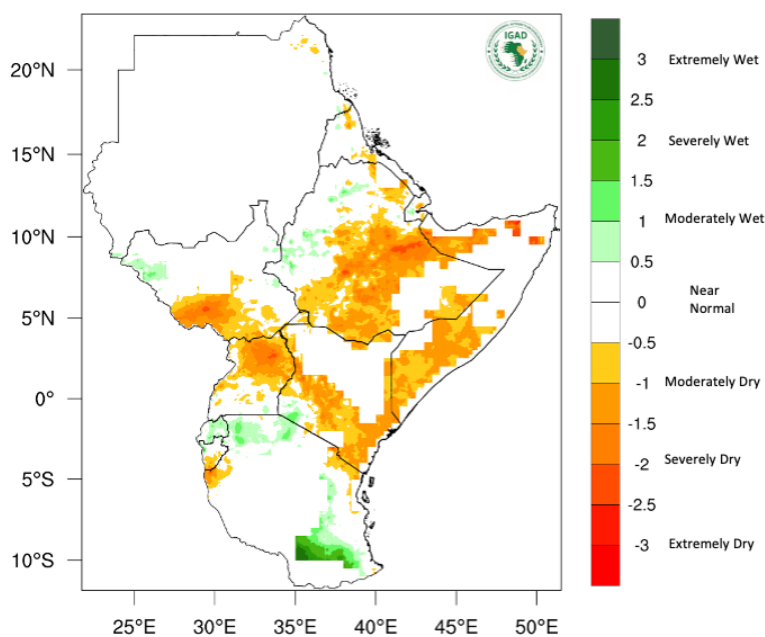 IGAD
20°N
15°N
10°N
5°N
0°
5°S
10°S
25°E
30°E
35°E
40°E
45°E
50°E
3
2.5
2
1.5
1
0.5
0
-0.5
-1
-1.5
-2
-2.5
-3
Extremely Wet
Severely Wet
Moderately Wet
Near
Normal
Moderately Dry
Severely Dry
Extremely Dry